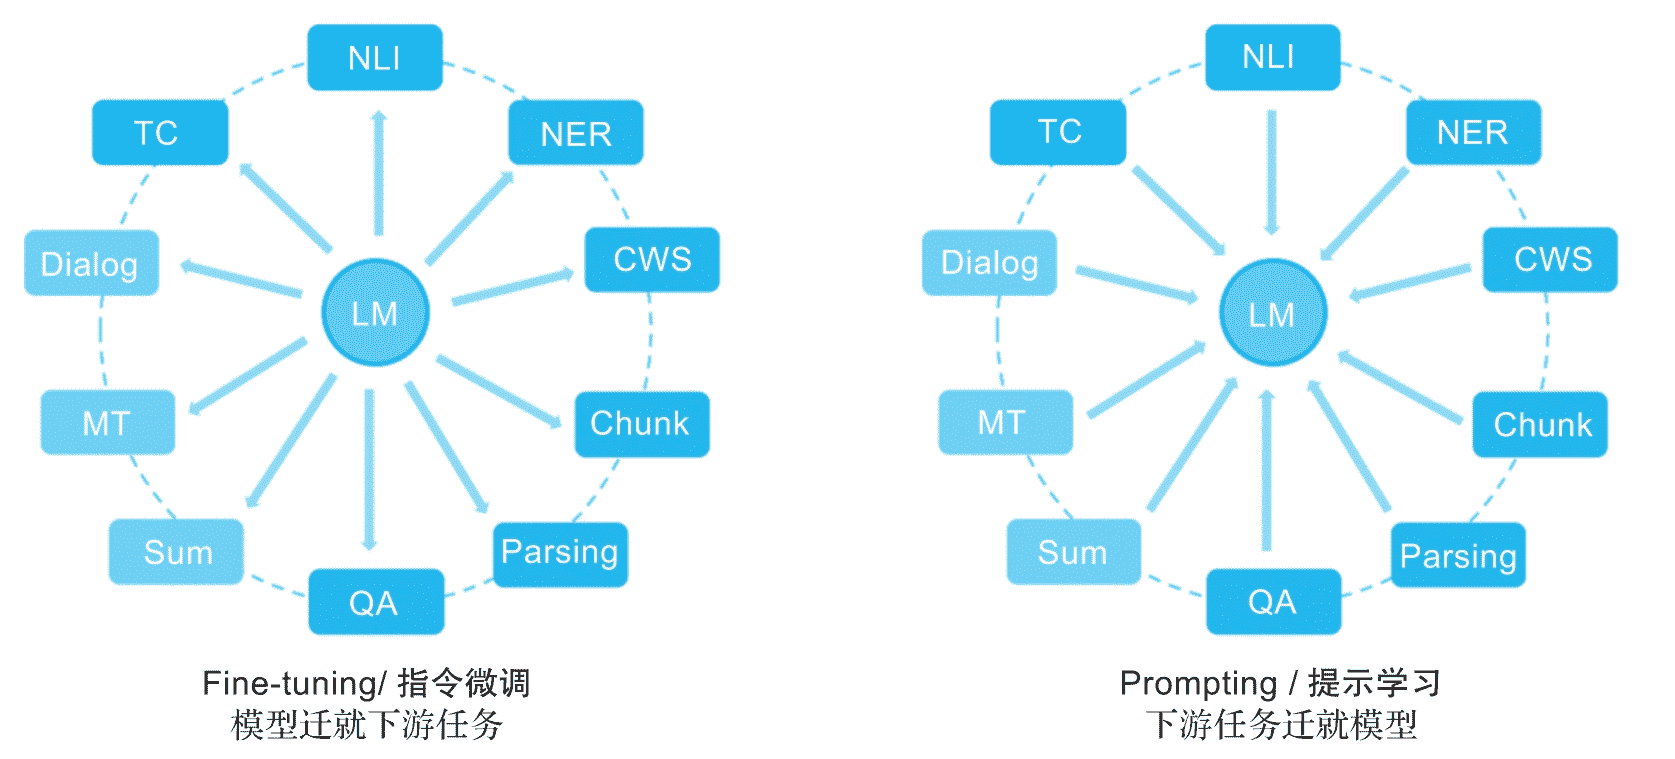 NLI
TC
NER
Dialog
CWS
LM
MT
Chunk
Sum
Parsing
QA
Fine-tuning/ 指令微调
模型迁就下游任务
NLI
TC
NER
Dialog
CWS
LM
MT
Chunk
Sum
Parsing
QA
Prompting / 提示学习
下游任务迁就模型